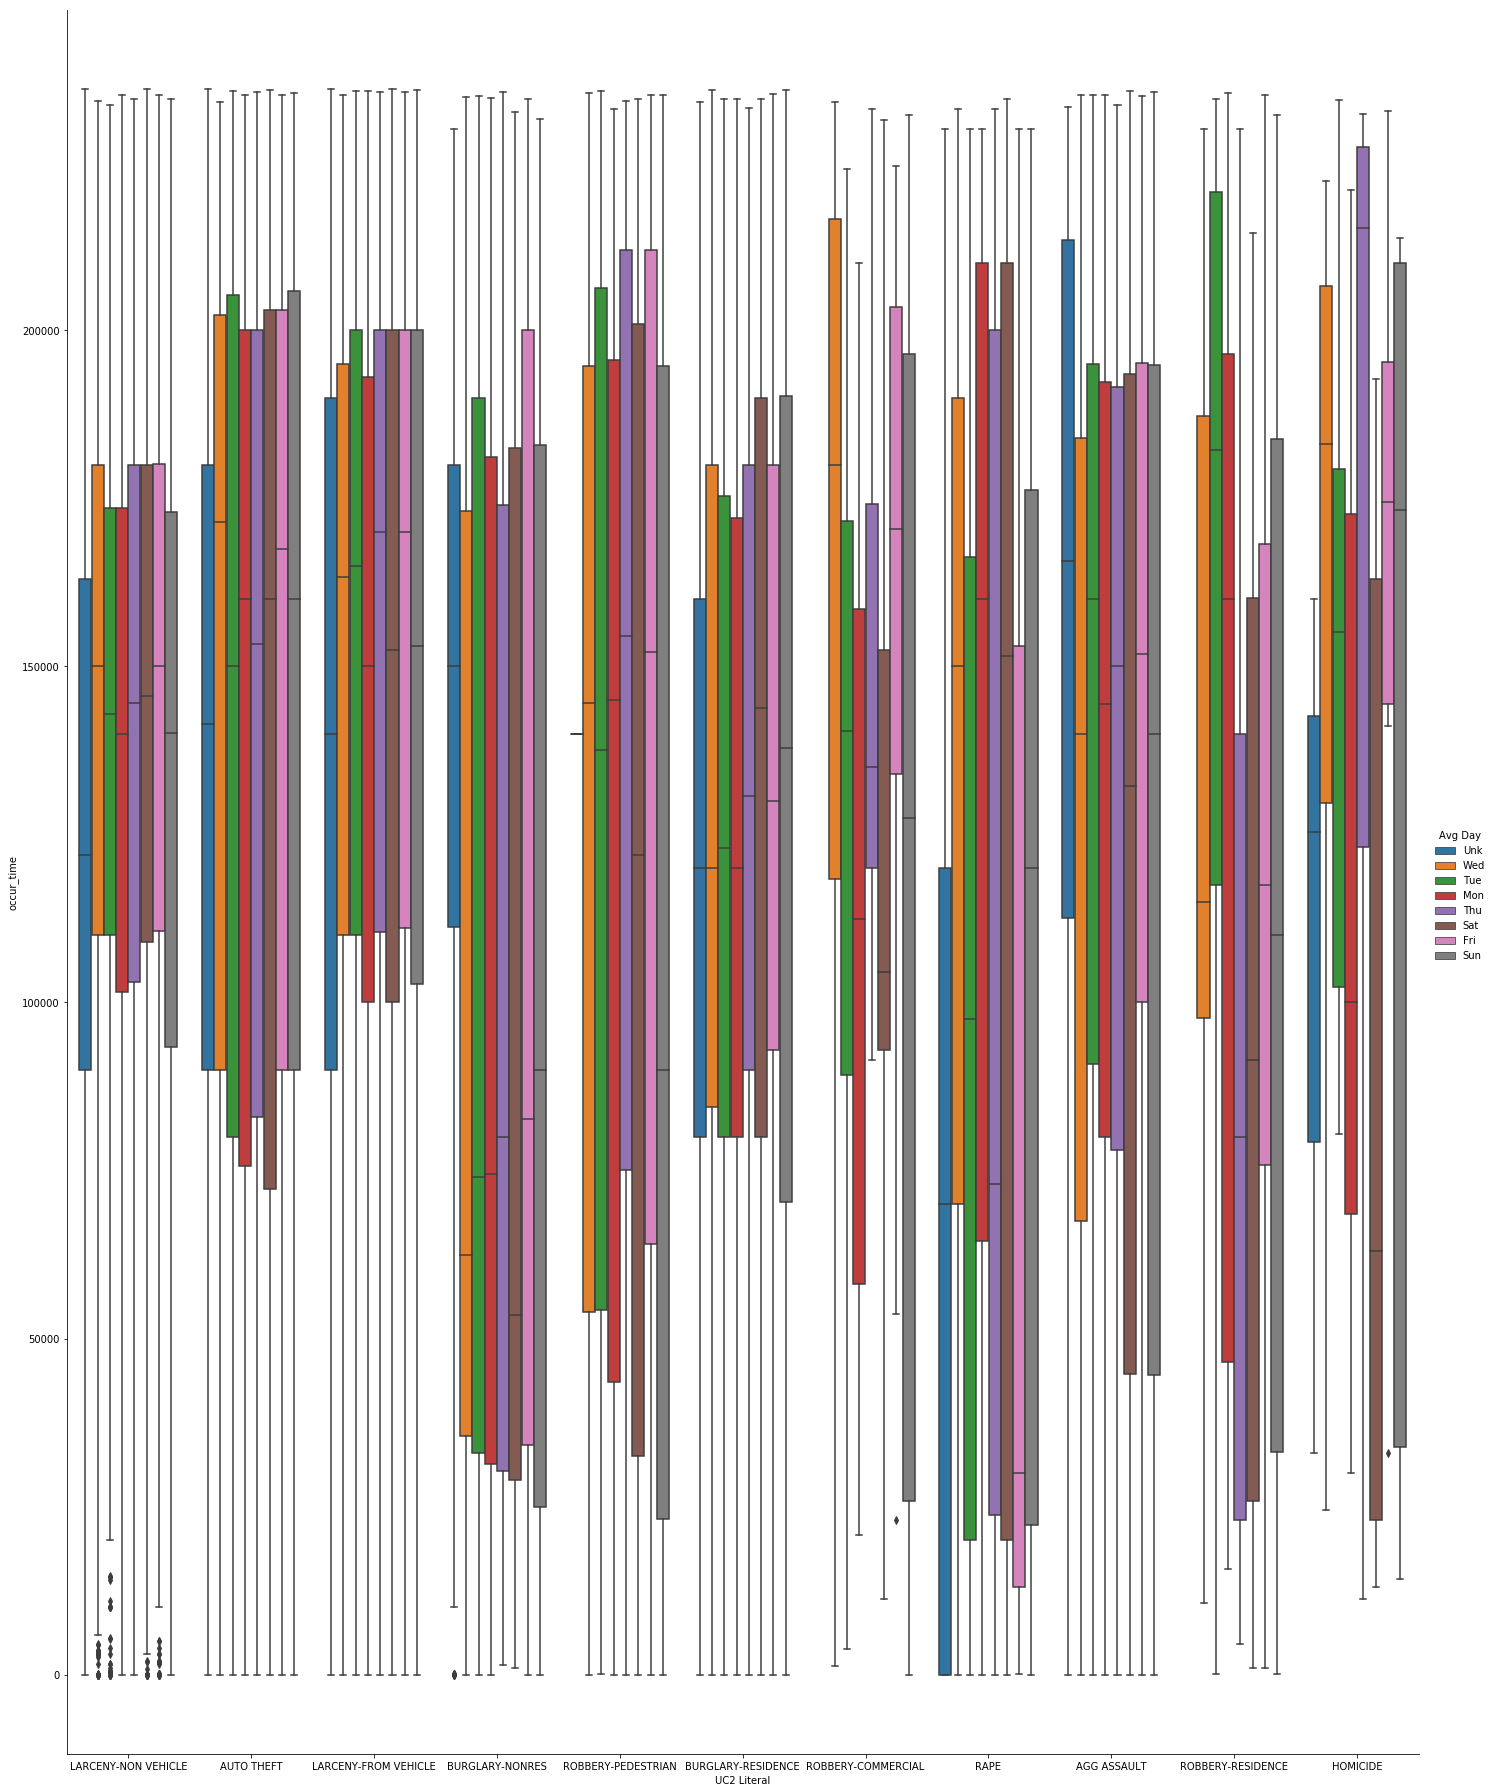 200000
150000
100000
50000
0
occur_time
LARCENY-NON VEHICLE
AUTO THEFT
LARCENY-FROM VEHICLE
BURGLARY-NONRES
ROBBERY-PEDESTRIAN
BURGLARY-RESIDENCE
ROBBERY-COMMERCIAL
RAPE
AGG ASSAULT
ROBBERY-RESIDENCE
HOMICIDE
UC2 Literal
Avg Day
Unk
Wed
Tue
Mon
Thu
Sat
Fri
Sun